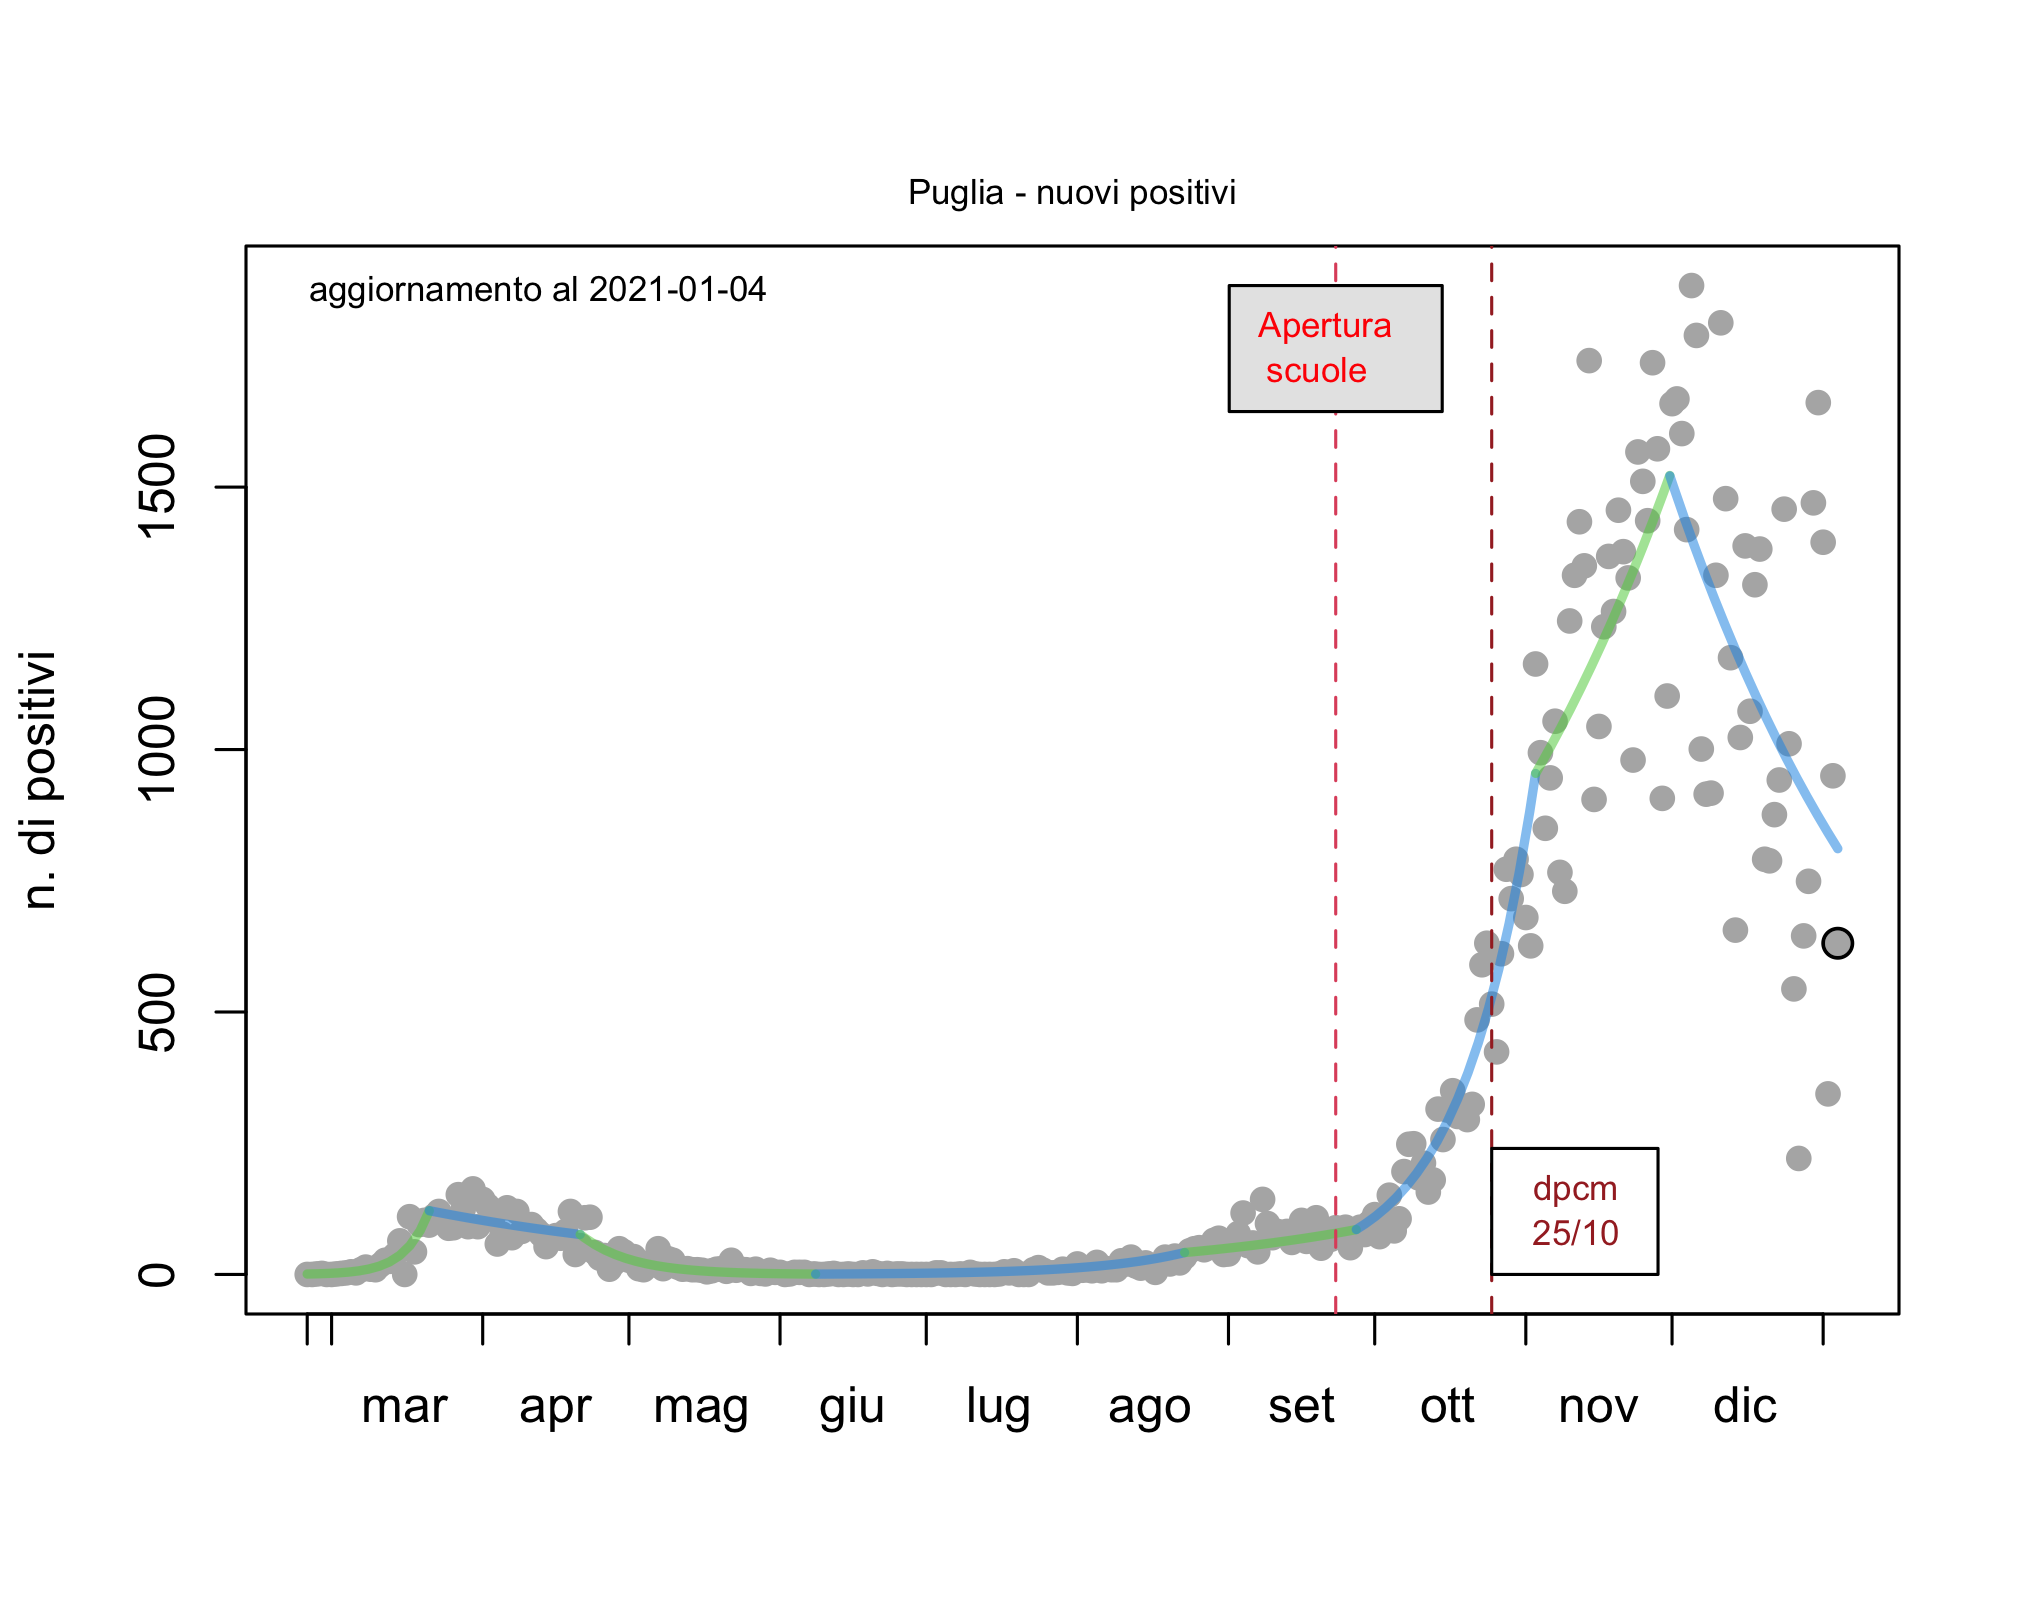 Puglia - nuovi positivi
aggiornamento al 2021-01-04
Apertura
scuole
n. di positivi
1500
1000
500
0
dpcm
25/10
mar apr mag giu lug ago set ott nov dic